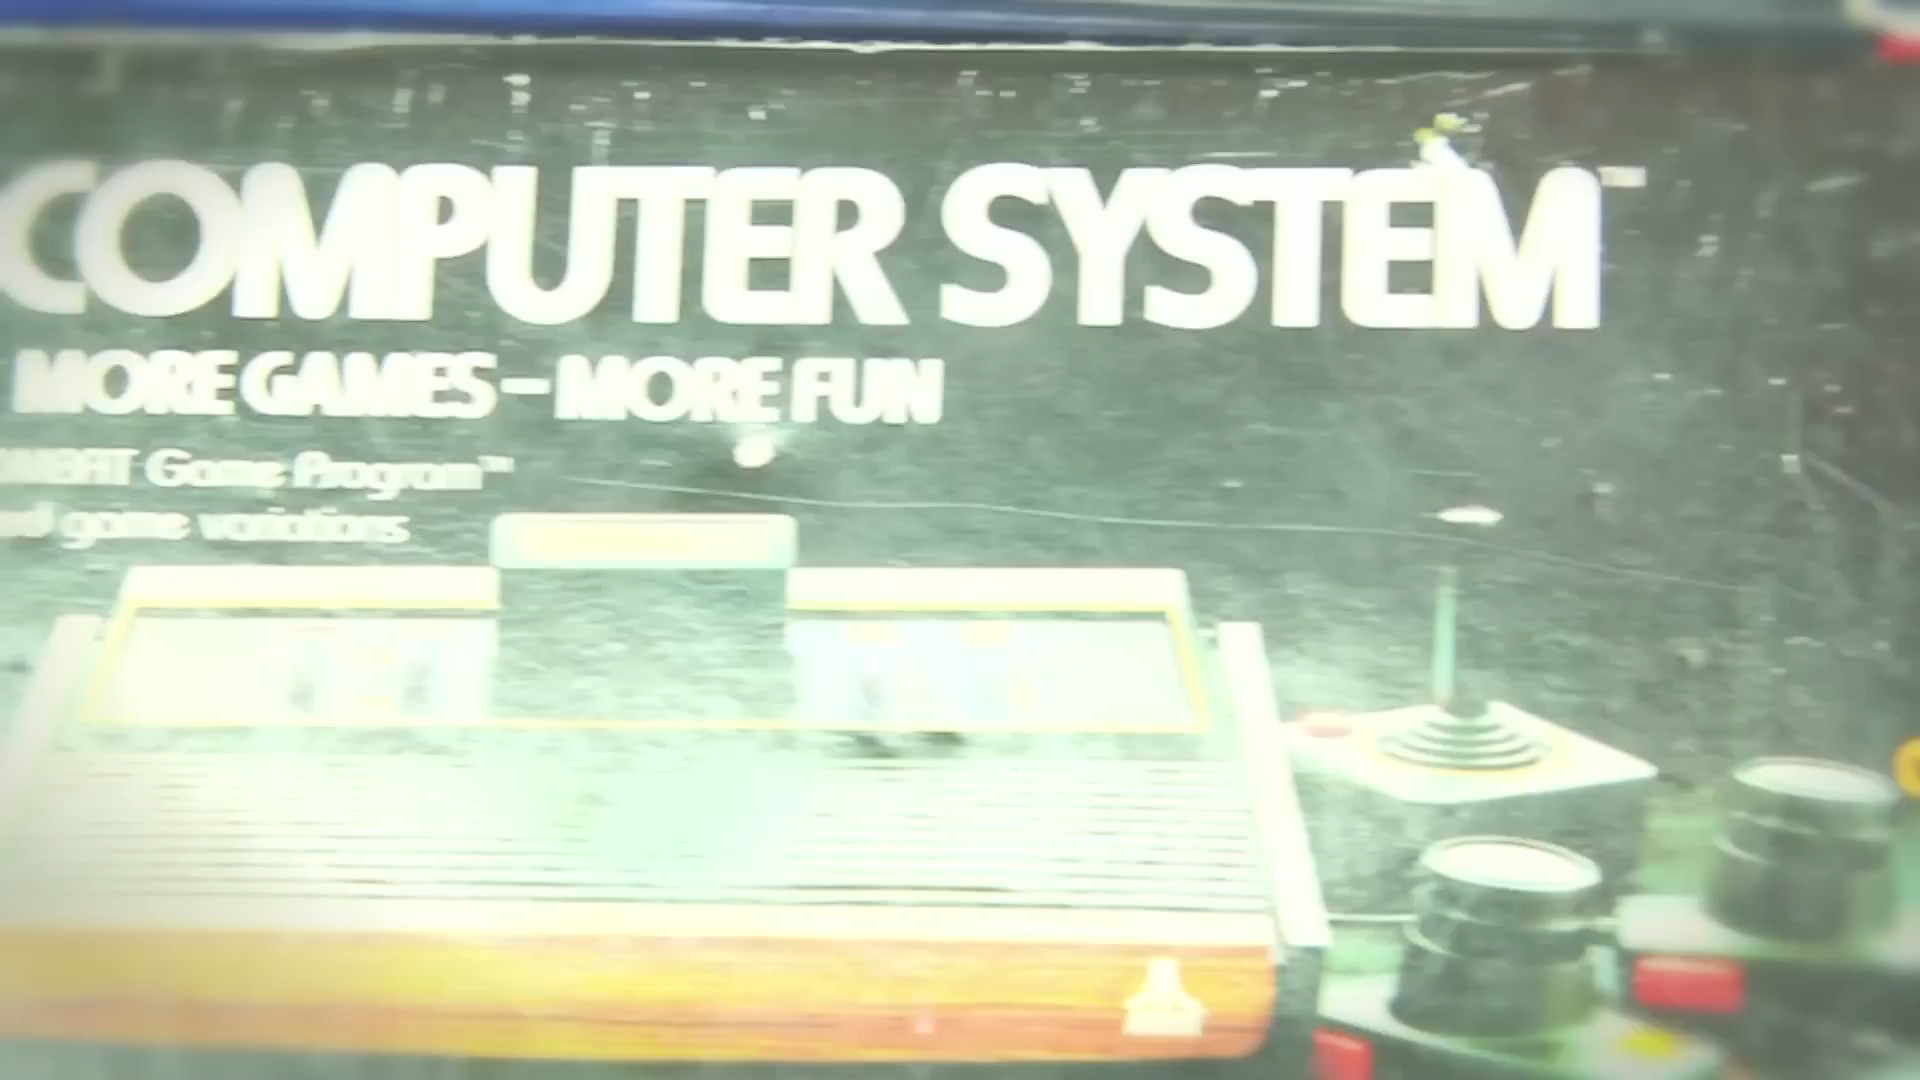 COMPUTER SYSTEM™
MORE GAMES – MORE FUN
Game Program™
game variations